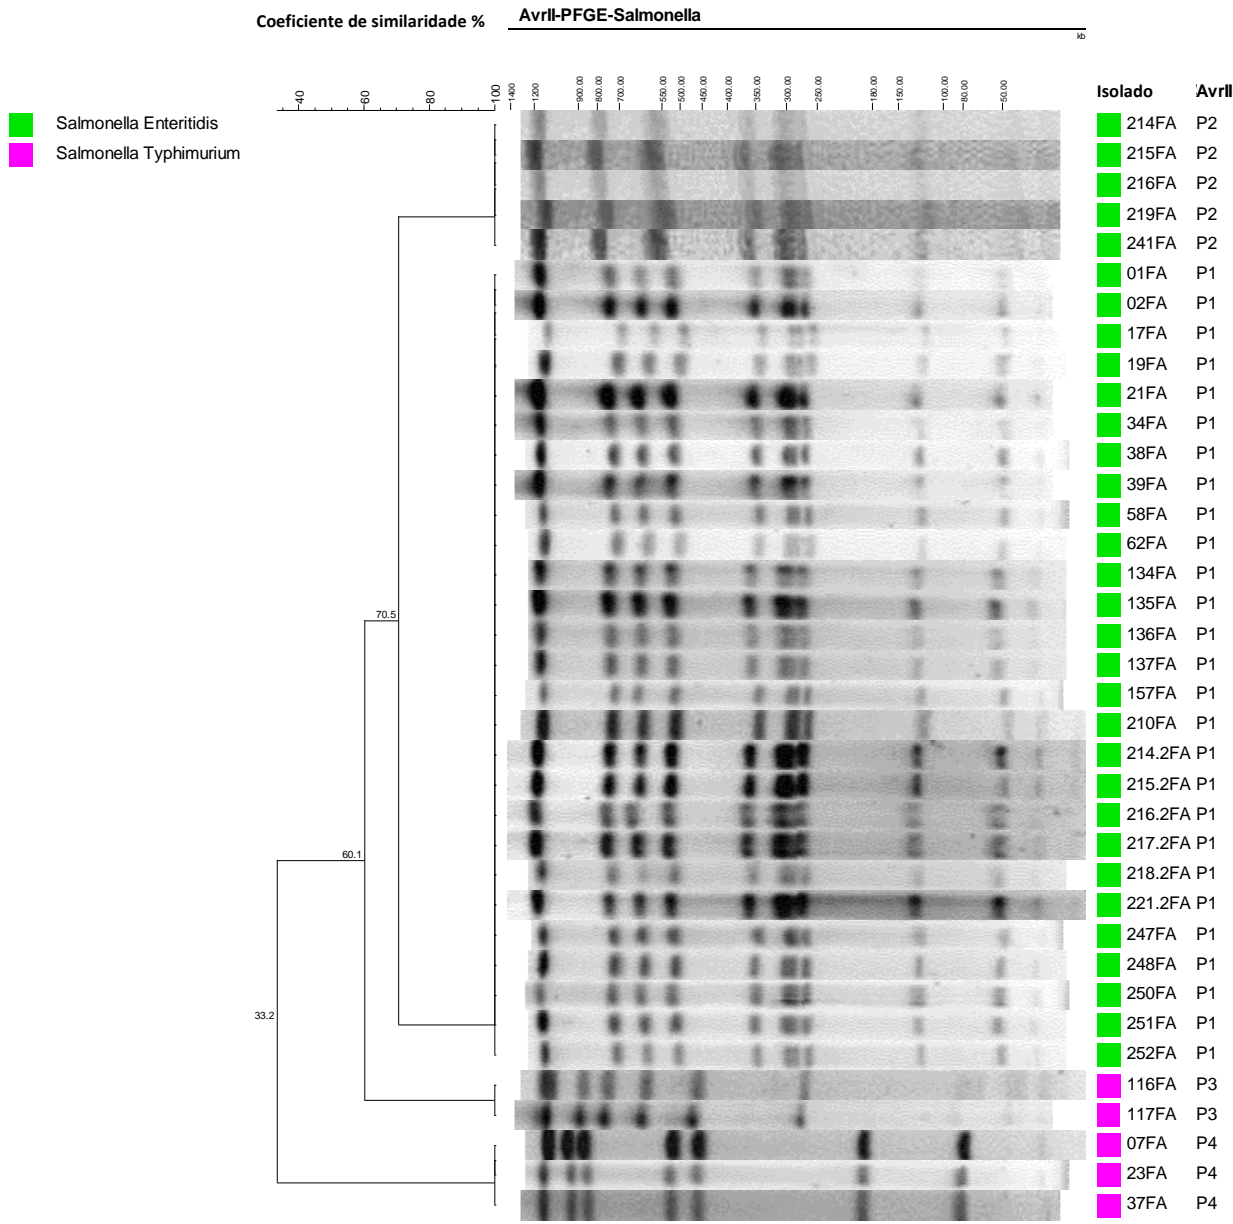 Coeficiente de similaridade %
AvrII-PFGE-Salmonella
kb
40
60
80
100
1400
1200
900.00
800.00
700.00
550.00
500.00
450.00
400.00
350.00
300.00
250.00
180.00
150.00
100.00
80.00
50.00
Isolado AvrII
Salmonella Enteritidis
Salmonella Typhimurium
214FA P2
215FA P2
216FA P2
219FA P2
241FA P2
01FA P1
02FA P1
17FA P1
19FA P1
21FA P1
34FA P1
38FA P1
39FA P1
58FA P1
62FA P1
134FA P1
135FA P1
136FA P1
137FA P1
157FA P1
210FA P1
214.2FA P1
215.2FA P1
216.2FA P1
217.2FA P1
218.2FA P1
221.2FA P1
247FA P1
248FA P1
250FA P1
251FA P1
252FA P1
116FA P3
117FA P3
07FA P4
23FA P4
37FA P4
70.5
60.1
33.2